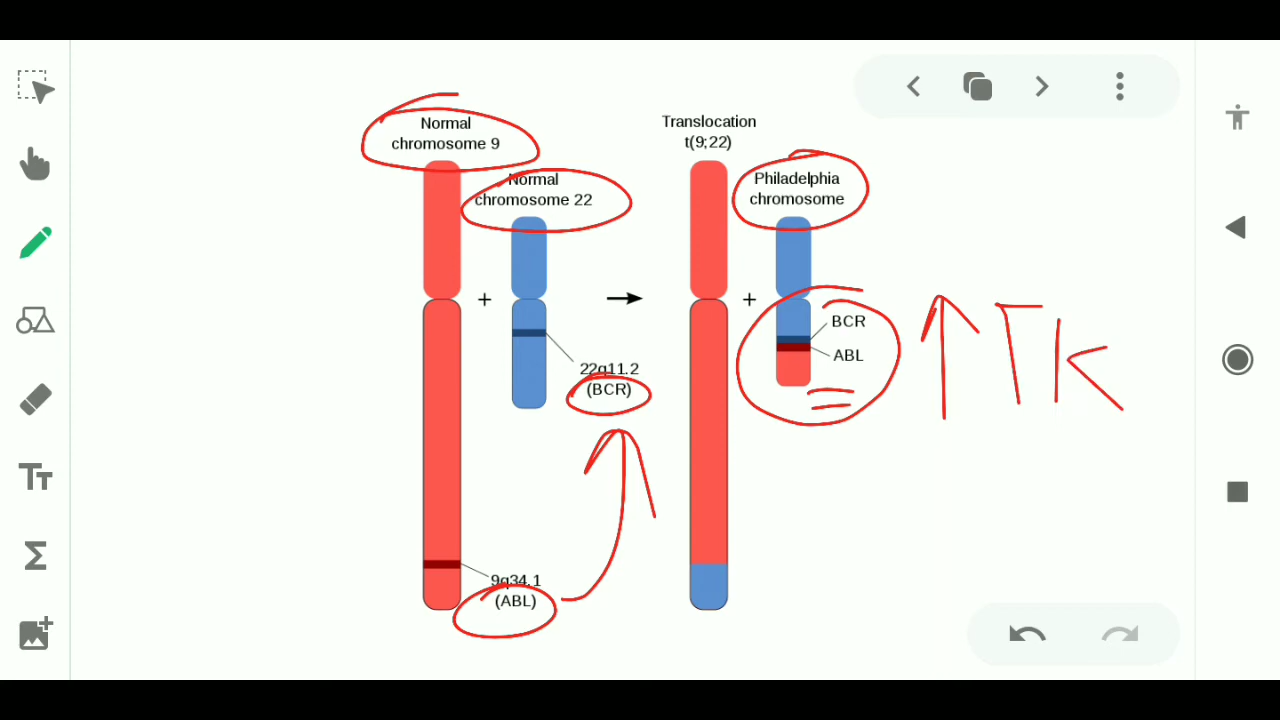 Normal
chromosome 9
Normal
chromosome 22
+
22q11.2
(BCR)
9q34.1
(ABL)
Translocation
t(9;22)
Philadelphia
chromosome
+
BCR
ABL
↑ TK
Tт
Σ